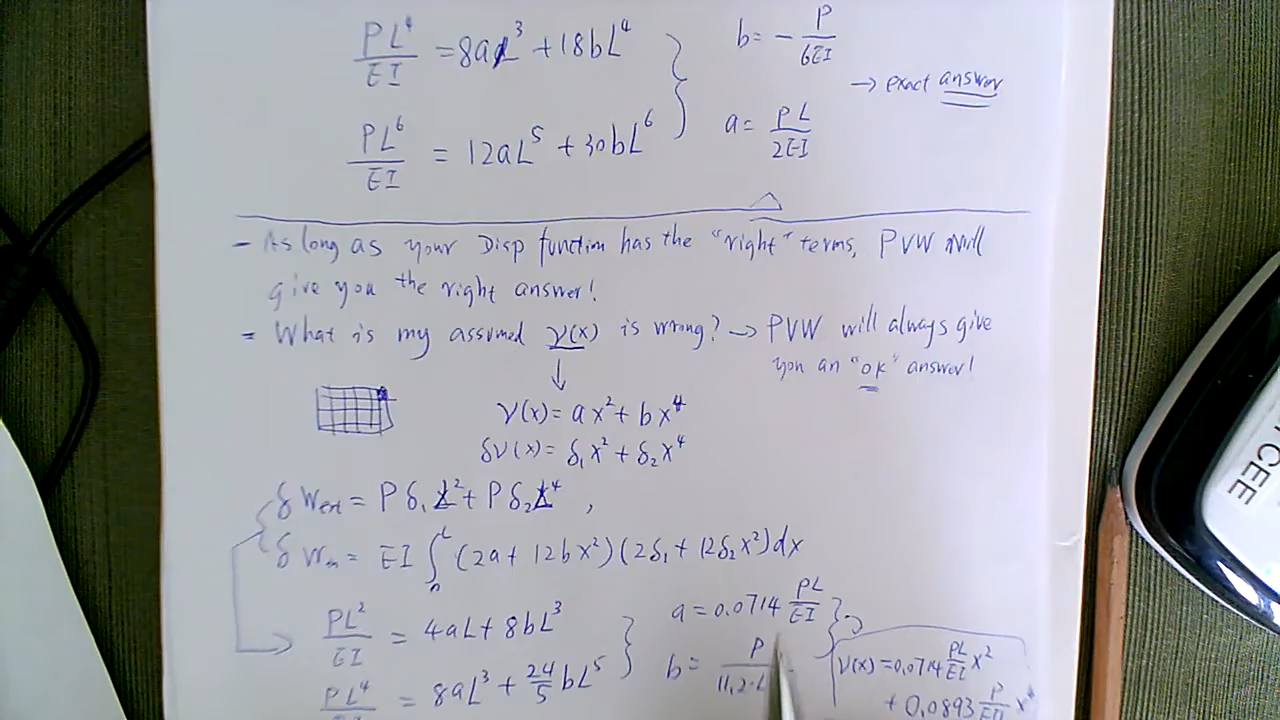 PL⁴/EI = 8aL³ + 18bL⁴
b = - P/6EI
→ exact answer
PL⁶/EI = 12aL⁵ + 30bL⁶
a = PL/2EI
- As long as your Disp function has the "right" terms, PVW will
give you the right answer!
= What is my assumed v(x) is wrong? → PVW will always give
you an "ok" answer!
v(x) = ax² + bx⁴
δv(x) = δ₁x² + δ₂x⁴
δWext = Pδ₁L² + Pδ₂L⁴ ,
δWin = EI ∫₀ᴸ (2a + 12bx²)(2δ₁ + 12δ₂x²)dx
PL²/EI = 4aL + 8bL³
a = 0.0714 PL/EI
PL⁴ = 8aL³ + 24/5 bL⁵
b = P/11.2·L
v(x) = 0.0714 PL/EI x²
+ 0.0893 P/EIL x⁴
CEE